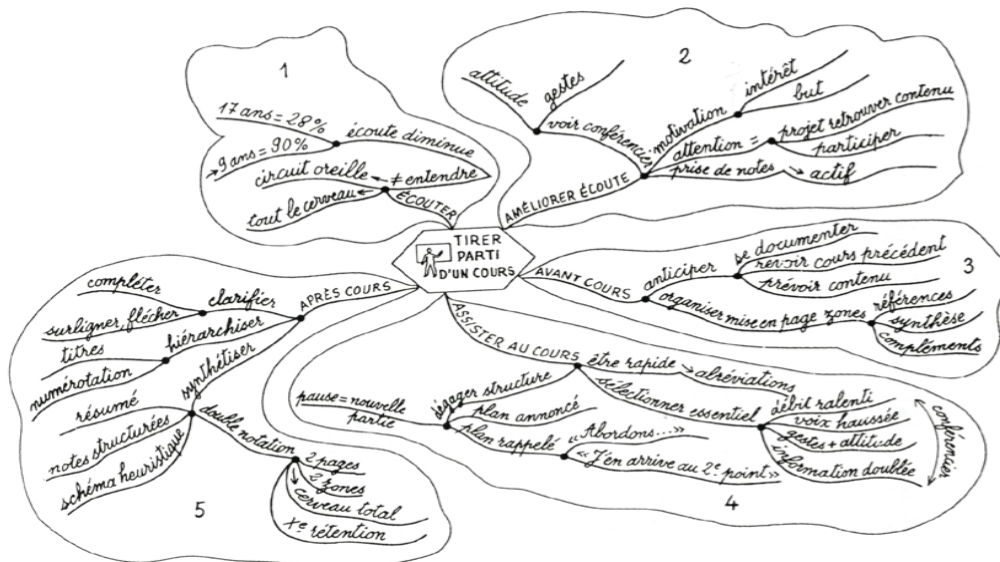 TIRER
PARTI
D'UN COURS
1
ÉCOUTER
≠ entendre
écoute diminue
17 ans = 28%
→ 9 ans = 90%
circuit oreille ←
tout le cerveau ←
2
AMÉLIORER ÉCOUTE
voir conférencier
attitude
gestes
motivation
intérêt
but
attention =
projet retrouver contenu
participer
prise de notes → actif
3
AVANT COURS
anticiper
se documenter
revoir cours précédent
prévoir contenu
organiser mise en page zones
références
synthèse
compléments
4
ASSISTER AU COURS
être rapide → abréviations
sélectionner essentiel
débit ralenti
voix haussée
gestes + attitude
information doublée
conférencier
dégager structure
pause = nouvelle
partie
plan annoncé
plan rappelé
«Abordons...»
«J'en arrive au 2e point»
5
APRÈS COURS
clarifier
compléter
surligner, flécher
hiérarchiser
titres
numérotation
synthétiser
résumé
notes structurées
schéma heuristique
double notation
2 pages
2 zones
→ cerveau total
rétention